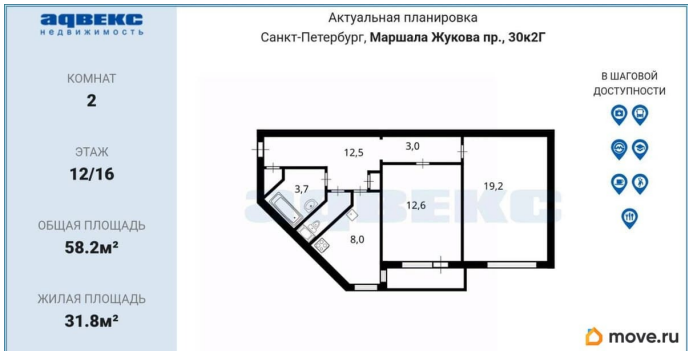 адвекс
недвижимость
КОМНАТ
2
ЭТАЖ
12/16
ОБЩАЯ ПЛОЩАДЬ
58.2м²
ЖИЛАЯ ПЛОЩАДЬ
31.8м²
Актуальная планировка
Санкт-Петербург, Маршала Жукова пр., 30к2Г
12,5
3,0
3,7
19,2
12,6
8,0
адвекс
В ШАГОВОЙ
ДОСТУПНОСТИ
move.ru